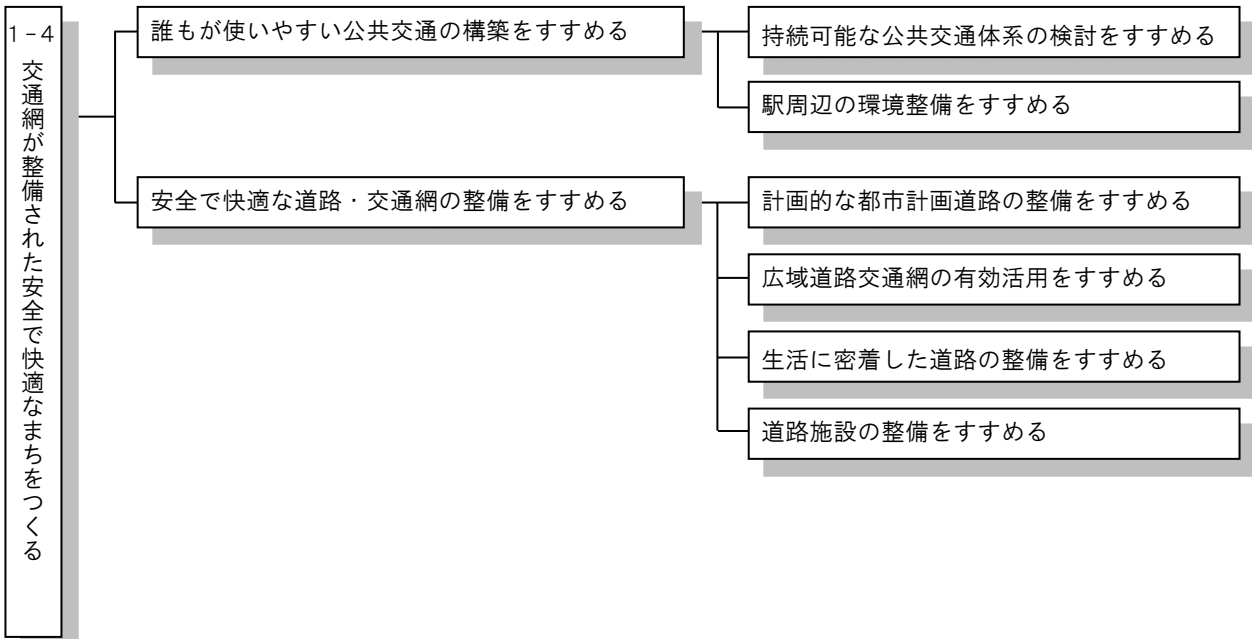 1－4
交通網が整備された安全で快適なまちをつくる
誰もが使いやすい公共交通の構築をすすめる
持続可能な公共交通体系の検討をすすめる
駅周辺の環境整備をすすめる
安全で快適な道路・交通網の整備をすすめる
計画的な都市計画道路の整備をすすめる
広域道路交通網の有効活用をすすめる
生活に密着した道路の整備をすすめる
道路施設の整備をすすめる